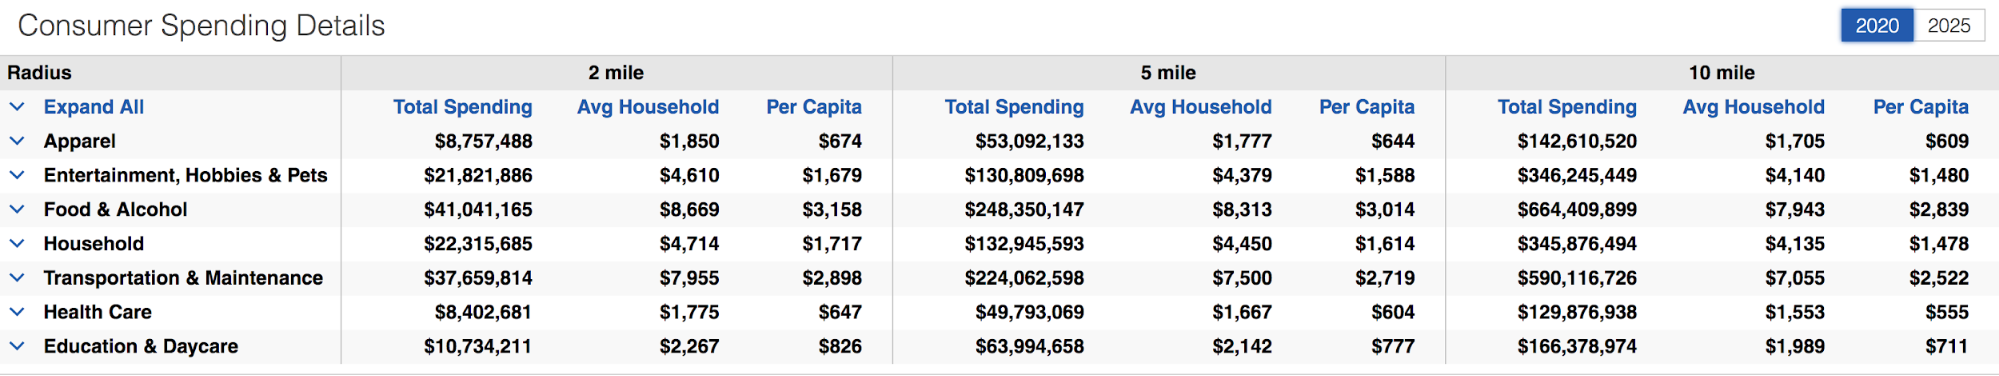 Consumer Spending Details 2020 2025
Radius 2 mile 5 mile 10 mile
Expand All Total Spending Avg Household Per Capita Total Spending Avg Household Per Capita Total Spending Avg Household Per Capita
Apparel $8,757,488 $1,850 $674 $53,092,133 $1,777 $644 $142,610,520 $1,705 $609
Entertainment, Hobbies & Pets $21,821,886 $4,610 $1,679 $130,809,698 $4,379 $1,588 $346,245,449 $4,140 $1,480
Food & Alcohol $41,041,165 $8,669 $3,158 $248,350,147 $8,313 $3,014 $664,409,899 $7,943 $2,839
Household $22,315,685 $4,714 $1,717 $132,945,593 $4,450 $1,614 $345,876,494 $4,135 $1,478
Transportation & Maintenance $37,659,814 $7,955 $2,898 $224,062,598 $7,500 $2,719 $590,116,726 $7,055 $2,522
Health Care $8,402,681 $1,775 $647 $49,793,069 $1,667 $604 $129,876,938 $1,553 $555
Education & Daycare $10,734,211 $2,267 $826 $63,994,658 $2,142 $777 $166,378,974 $1,989 $711